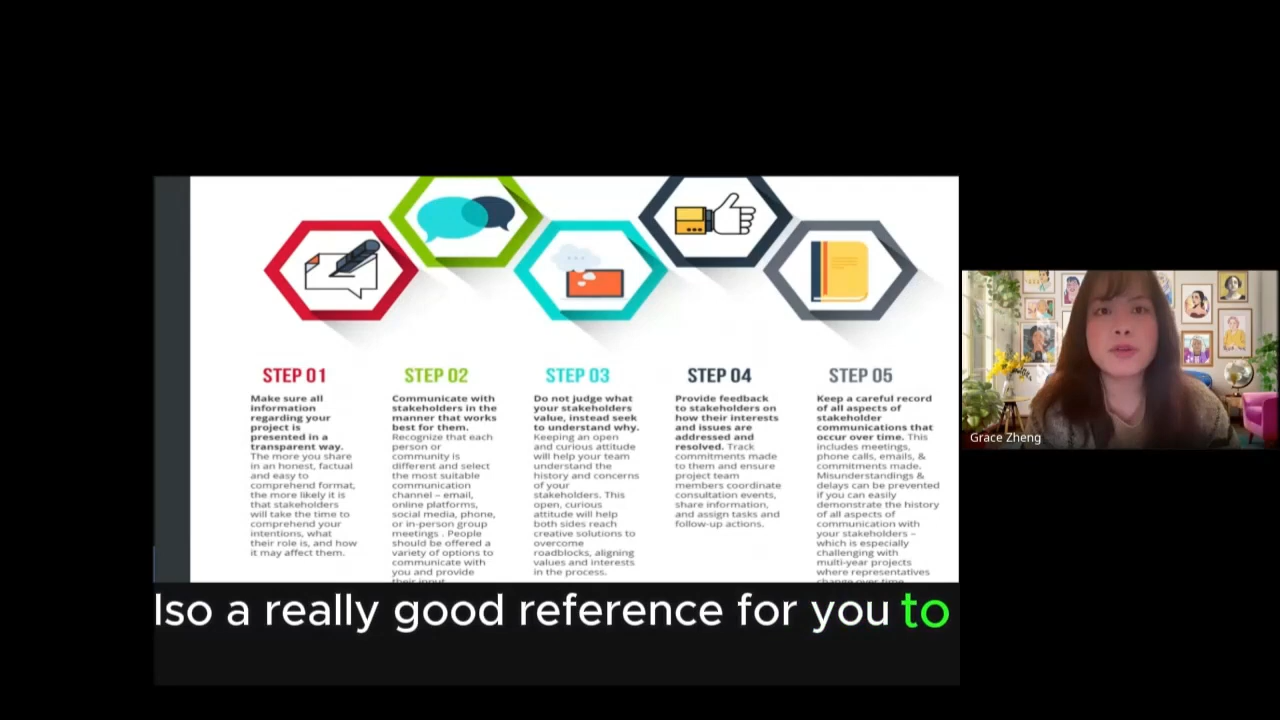 STEP 01
Make sure all
information
regarding your
project is
presented in a
transparent way.
The more you share
in an honest, factual
and easy to
comprehend format,
the more likely it is
that stakeholders
will take the time to
comprehend your
intentions, what
their role is, and how
it may affect them.
STEP 02
Communicate with
stakeholders in the
manner that works
best for them.
Recognize that each
person or
community is
different and select
the most suitable
communication
channel – email,
online platforms,
social media, phone,
or in-person group
meetings . People
should be offered a
variety of options to
communicate with
you and provide
their input
STEP 03
Do not judge what
your stakeholders
value, instead seek
to understand why.
Keeping an open
and curious attitude
will help your team
understand the
history and concerns
of your
stakeholders. This
open, curious
attitude will help
both sides reach
creative solutions to
overcome
roadblocks, aligning
values and interests
in the process.
STEP 04
Provide feedback
to stakeholders on
how their interests
and issues are
addressed and
resolved. Track
commitments made
to them and ensure
project team
members coordinate
consultation events,
share information,
and assign tasks and
follow-up actions.
STEP 05
Keep a careful record
of all aspects of
stakeholder
communications that
occur over time. This
includes meetings,
phone calls, emails, &
commitments made.
Misunderstandings &
delays can be prevented
if you can easily
demonstrate the history
of all aspects of
communication with
your stakeholders –
which is especially
challenging with
multi-year projects
where representatives
change over time
Grace Zheng
lso a really good reference for you to